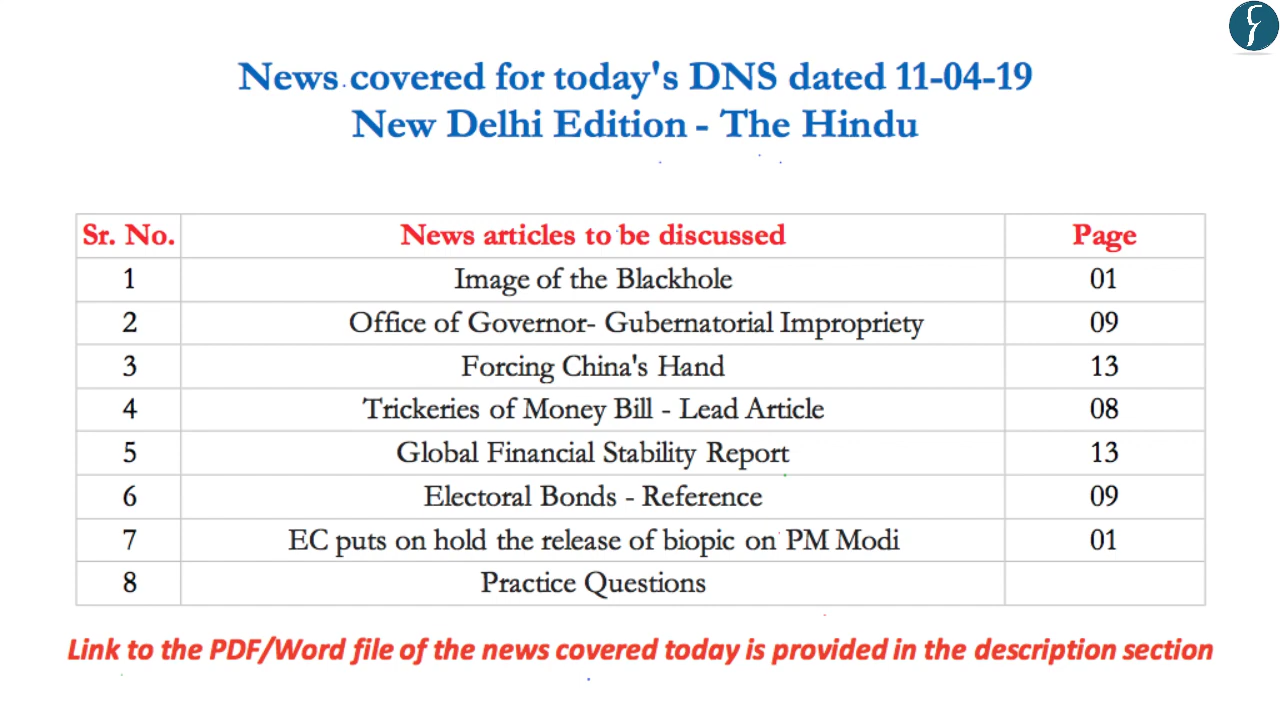 News covered for today's DNS dated 11-04-19
New Delhi Edition - The Hindu
Sr. No. News articles to be discussed Page
1 Image of the Blackhole 01
2 Office of Governor- Gubernatorial Impropriety 09
3 Forcing China's Hand 13
4 Trickeries of Money Bill - Lead Article 08
5 Global Financial Stability Report 13
6 Electoral Bonds - Reference 09
7 EC puts on hold the release of biopic on PM Modi 01
8 Practice Questions
Link to the PDF/Word file of the news covered today is provided in the description section